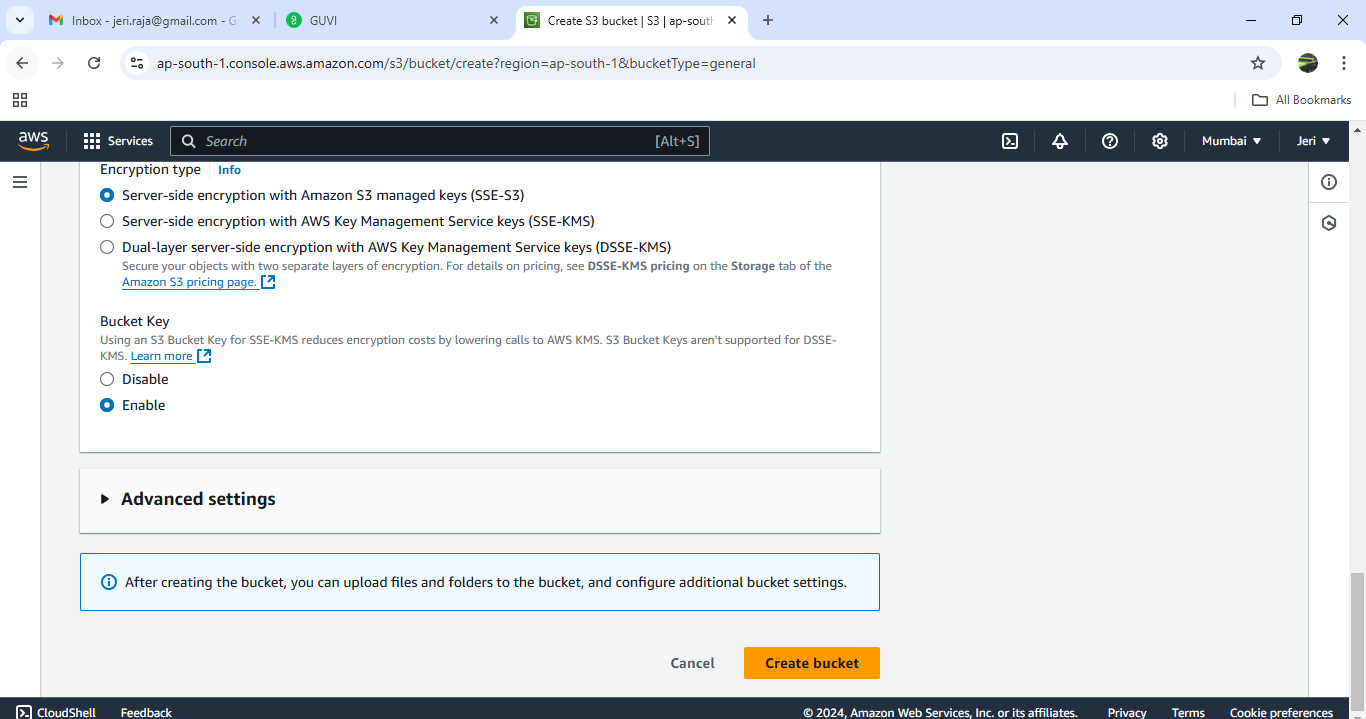 Inbox - jeri.raja@gmail.com - G
GUVI
Create S3 bucket | S3 | ap-south
ap-south-1.console.aws.amazon.com/s3/bucket/create?region=ap-south-1&bucketType=general
All Bookmarks
aws
Services
Search
[Alt+S]
Mumbai
Jeri
Encryption type
Info
Server-side encryption with Amazon S3 managed keys (SSE-S3)
Server-side encryption with AWS Key Management Service keys (SSE-KMS)
Dual-layer server-side encryption with AWS Key Management Service keys (DSSE-KMS)
Secure your objects with two separate layers of encryption. For details on pricing, see DSSE-KMS pricing on the Storage tab of the
Amazon S3 pricing page.
Bucket Key
Using an S3 Bucket Key for SSE-KMS reduces encryption costs by lowering calls to AWS KMS. S3 Bucket Keys aren't supported for DSSE-
KMS. Learn more
Disable
Enable
Advanced settings
After creating the bucket, you can upload files and folders to the bucket, and configure additional bucket settings.
Cancel
Create bucket
CloudShell
Feedback
© 2024, Amazon Web Services, Inc. or its affiliates.
Privacy
Terms
Cookie preferences